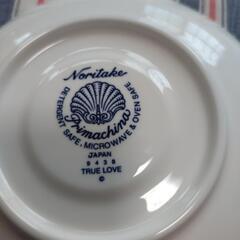 Noritake
Primachina
DETERGENT SAFE, MICROWAVE & OVEN SAFE
JAPAN
9438
TRUE LOVE
©